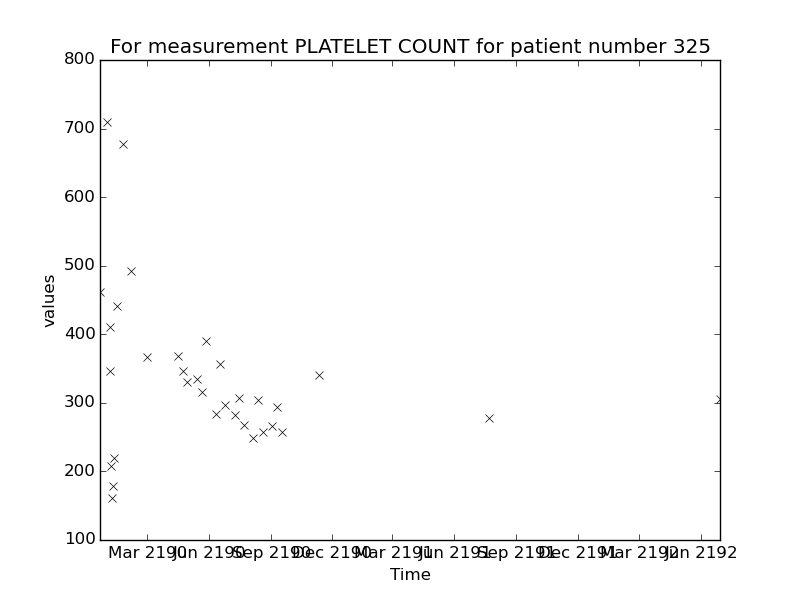 For measurement PLATELET COUNT for patient number 325
800
700
600
500
400
300
200
100
values
Mar 2190 Jun 2190 Sep 2190 Dec 2190 Mar 2191 Jun 2191 Sep 2191 Dec 2191 Mar 2192 Jun 2192
Time